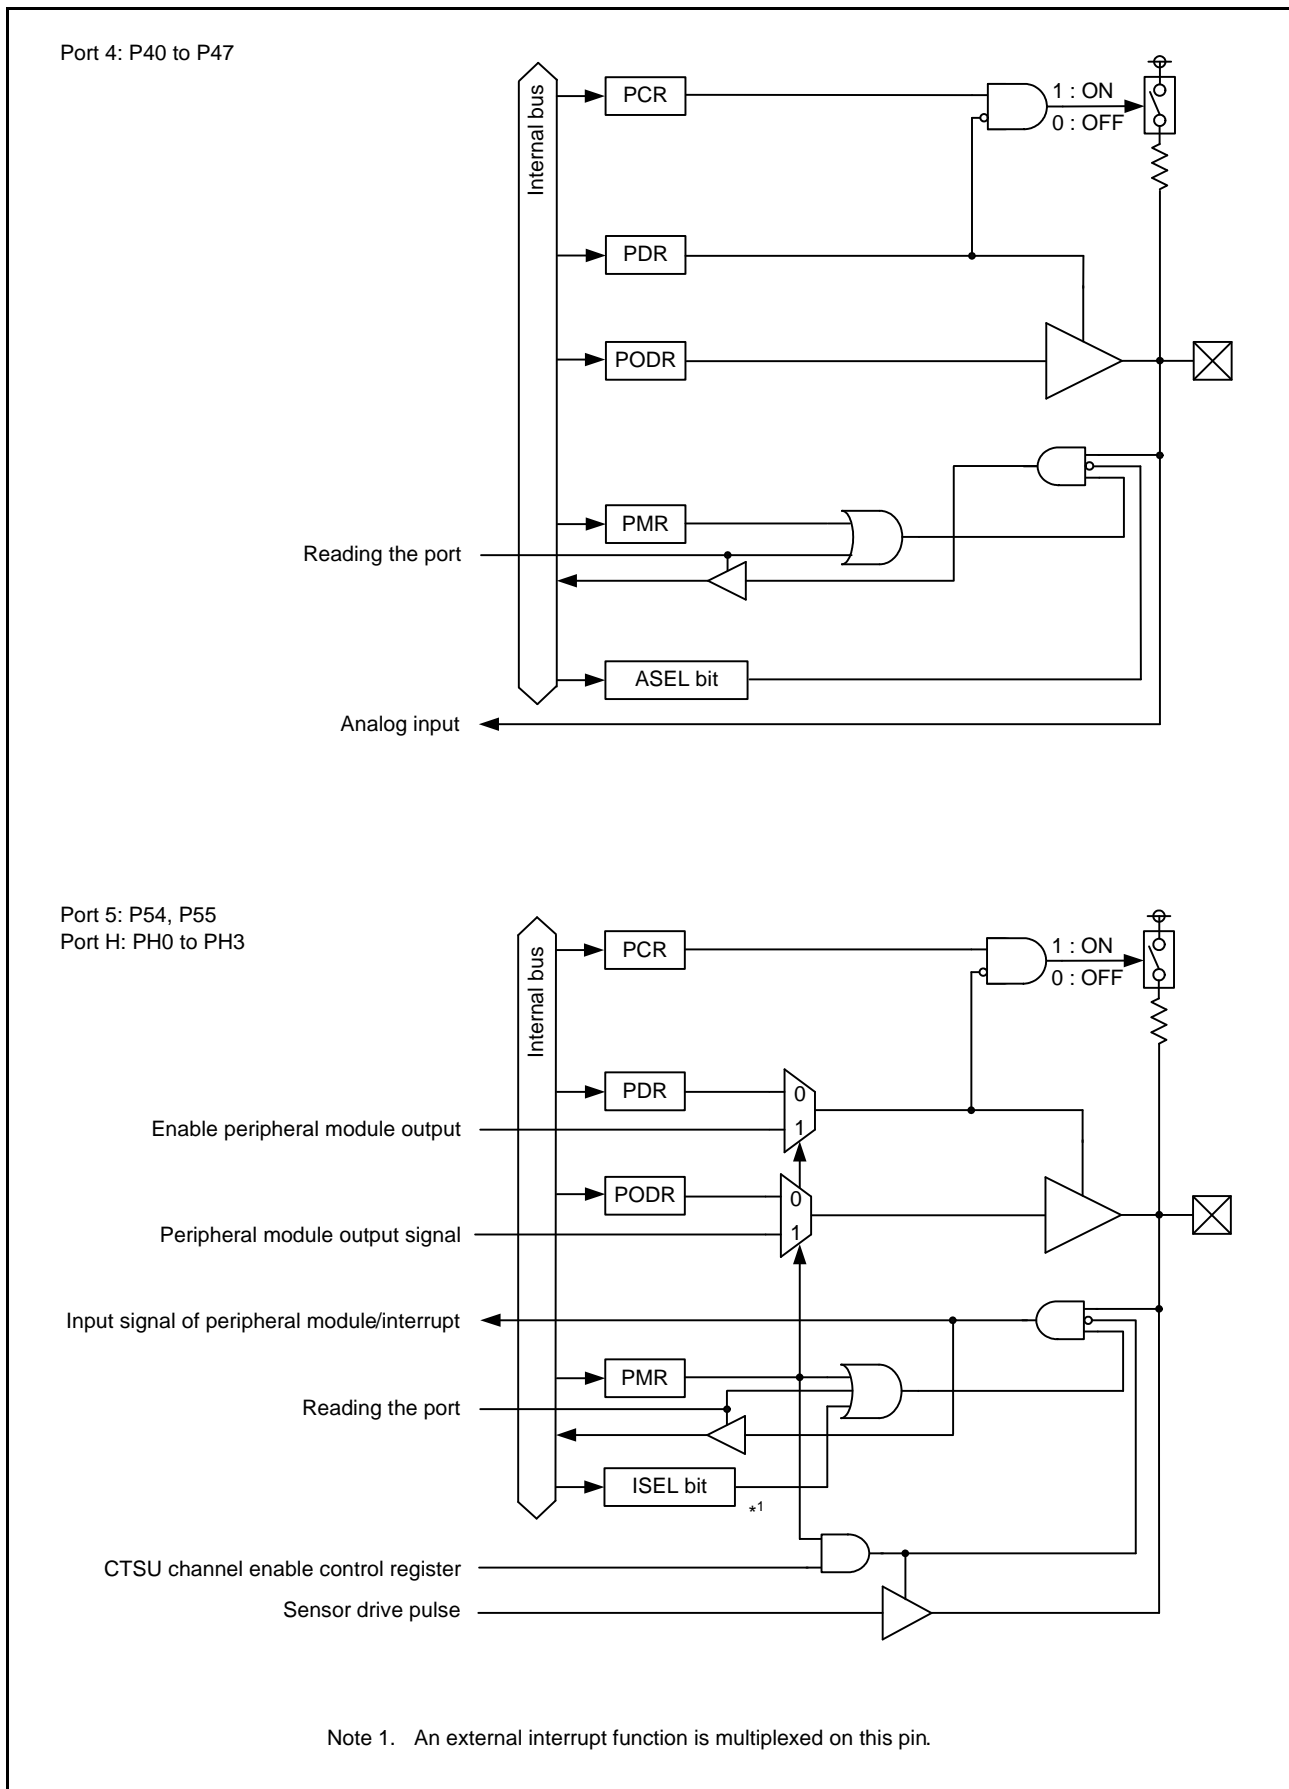 Port 4: P40 to P47
Internal bus
PCR
1 : ON
0 : OFF
PDR
PODR
PMR
Reading the port
ASEL bit
Analog input
Port 5: P54, P55
Port H: PH0 to PH3
Internal bus
PCR
1 : ON
0 : OFF
PDR
0
1
Enable peripheral module output
PODR
0
1
Peripheral module output signal
Input signal of peripheral module/interrupt
PMR
Reading the port
ISEL bit
*1
CTSU channel enable control register
Sensor drive pulse
Note 1. An external interrupt function is multiplexed on this pin.